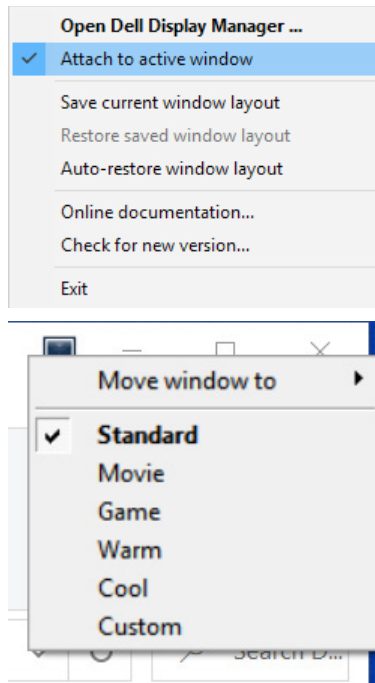 Open Dell Display Manager ...
Attach to active window
Save current window layout
Restore saved window layout
Auto-restore window layout
Online documentation...
Check for new version...
Exit
Move window to
Standard
Movie
Game
Warm
Cool
Custom
Search D...